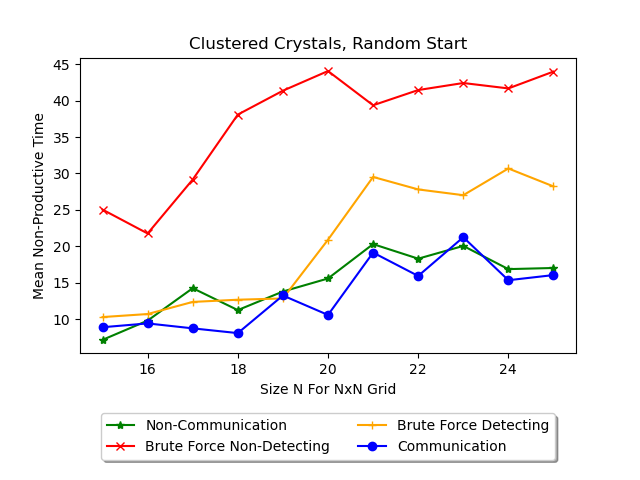 Clustered Crystals, Random Start
45
40
35
30
25
20
15
10
Mean Non-Productive Time
16 18 20 22 24
Size N For NxN Grid
Non-Communication
Brute Force Non-Detecting
Brute Force Detecting
Communication